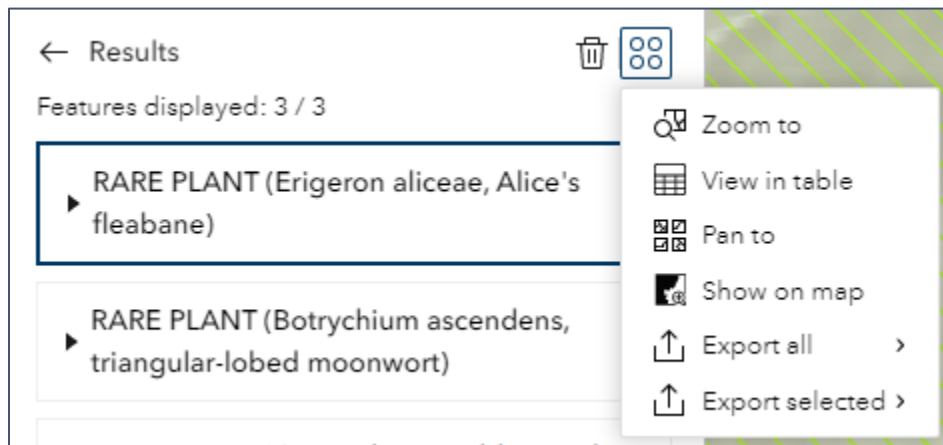 Results
Features displayed: 3 / 3
RARE PLANT (Erigeron aliceae, Alice's
fleabane)
RARE PLANT (Botrychium ascendens,
triangular-lobed moonwort)
Zoom to
View in table
Pan to
Show on map
Export all
Export selected